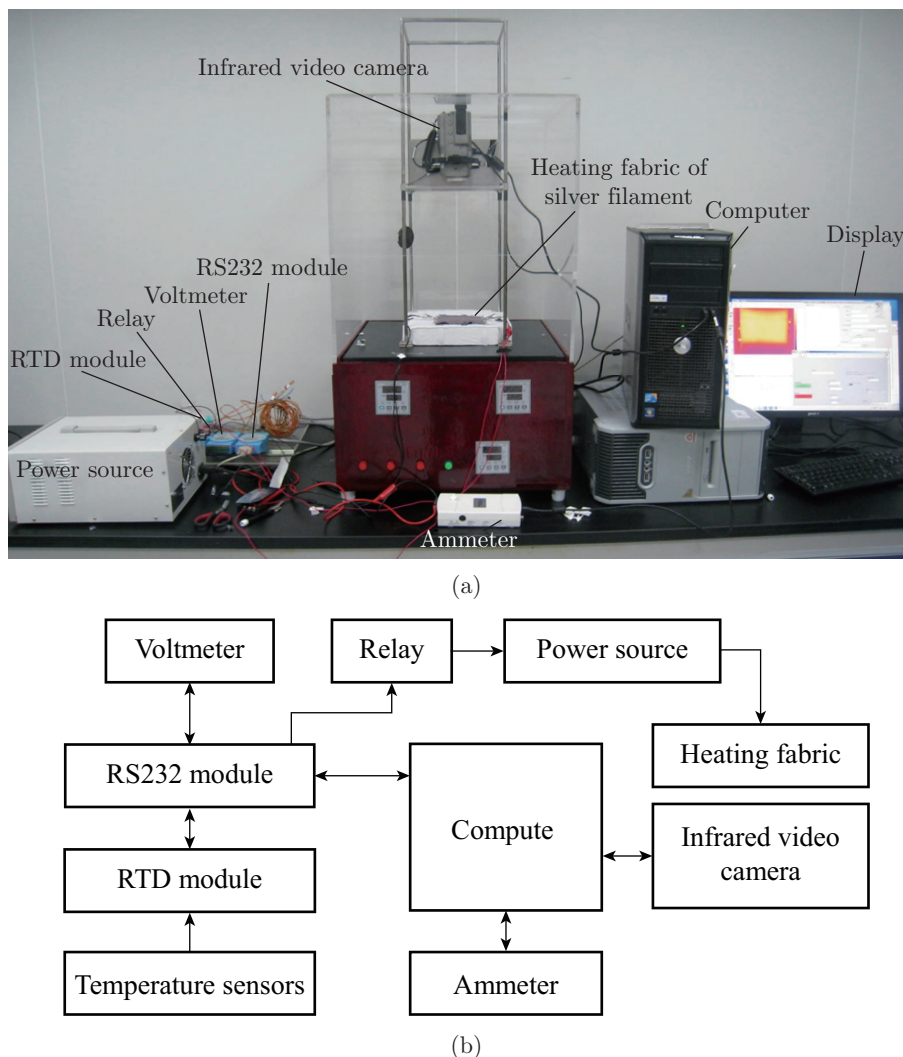 Infrared video camera
Heating fabric of
silver filament
Computer
Display
RS232 module
Voltmeter
Relay
RTD module
Power source
Ammeter
(a)
Voltmeter
Relay
Power source
RS232 module
Heating fabric
Compute
Infrared video
camera
RTD module
Temperature sensors
Ammeter
(b)